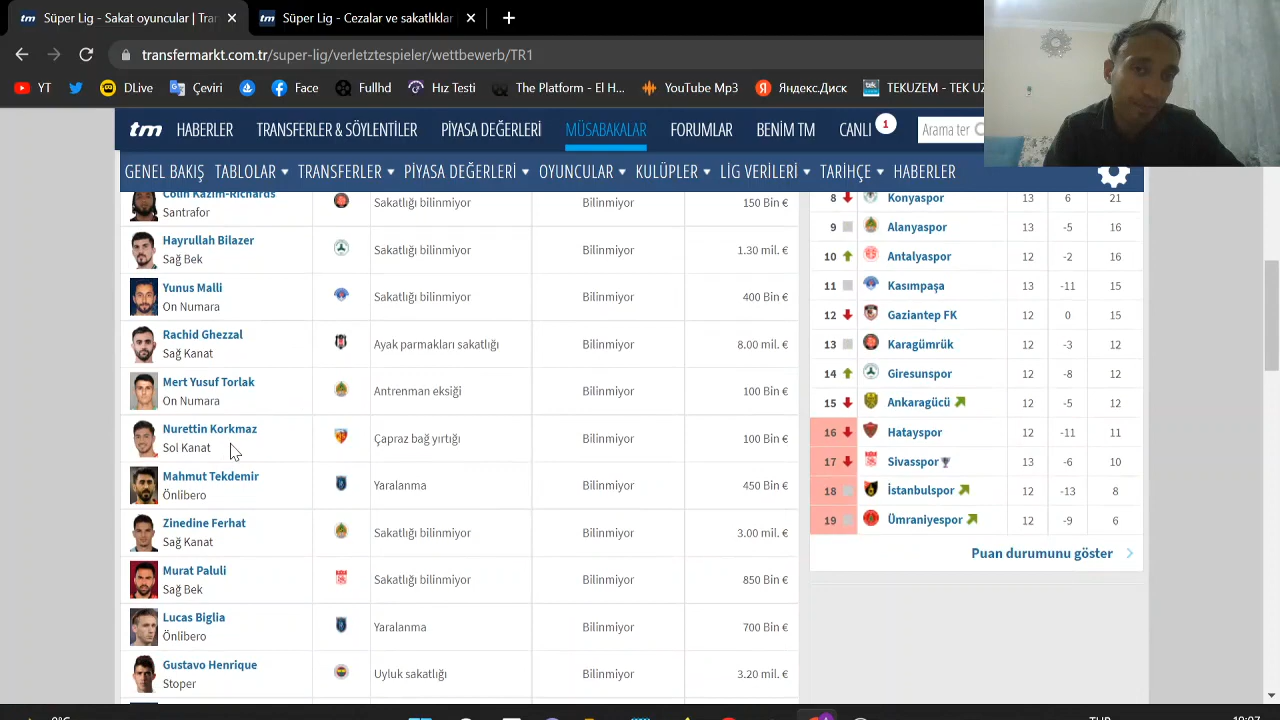 tm Süper Lig - Sakat oyuncular
tm Süper Lig - Cezalar ve sakatlıklar
transfermarkt.com.tr/super-lig/verletztespieler/wettbewerb/TR1
YT
DLive
Çeviri
Face
Fullhd
Hava Festi
The Platform - Fl H...
YouTube Mp3
Яндекс.Диск
tek TEKUZEM - TEK UZ
tm HABERLER TRANSFERLER & SÖYLENTİLER PİYASA DEĞERLERİ MÜSABAKALAR FORUMLAR BENİM TM CANLI 1 Arama ter
GENEL BAKIŞ TABLOLAR TRANSFERLER PİYASA DEĞERLERİ OYUNCULAR KULÜPLER LİG VERİLERİ TARİHÇE HABERLER
Colin Kazım-Richards
Santrafor
Sakatlığı bilinmiyor Bilinmiyor 150 Bin €
Hayrullah Bilazer
Sağ Bek
Sakatlığı bilinmiyor Bilinmiyor 1.30 mil. €
Yunus Malli
On Numara
Sakatlığı bilinmiyor Bilinmiyor 400 Bin €
Rachid Ghezzal
Sağ Kanat
Ayak parmakları sakatlığı Bilinmiyor 8.00 mil. €
Mert Yusuf Torlak
On Numara
Antrenman eksiği Bilinmiyor 100 Bin €
Nurettin Korkmaz
Sol Kanat
Çapraz bağ yırtığı Bilinmiyor 100 Bin €
Mahmut Tekdemir
Önlibero
Yaralanma Bilinmiyor 450 Bin €
Zinedine Ferhat
Sağ Kanat
Sakatlığı bilinmiyor Bilinmiyor 3.00 mil. €
Murat Paluli
Sağ Bek
Sakatlığı bilinmiyor Bilinmiyor 850 Bin €
Lucas Biglia
Önlibero
Yaralanma Bilinmiyor 700 Bin €
Gustavo Henrique
Stoper
Uyluk sakatlığı Bilinmiyor 3.20 mil. €
8 Konyaspor 13 6 21
9 Alanyaspor 13 -5 16
10 Antalyaspor 12 -2 16
11 Kasımpaşa 13 -11 15
12 Gaziantep FK 12 0 15
13 Karagümrük 12 -3 12
14 Giresunspor 12 -8 12
15 Ankaragücü 12 -5 12
16 Hatayspor 12 -11 11
17 Sivasspor 13 -6 10
18 İstanbulspor 12 -13 8
19 Ümraniyespor 12 -9 6
Puan durumunu göster